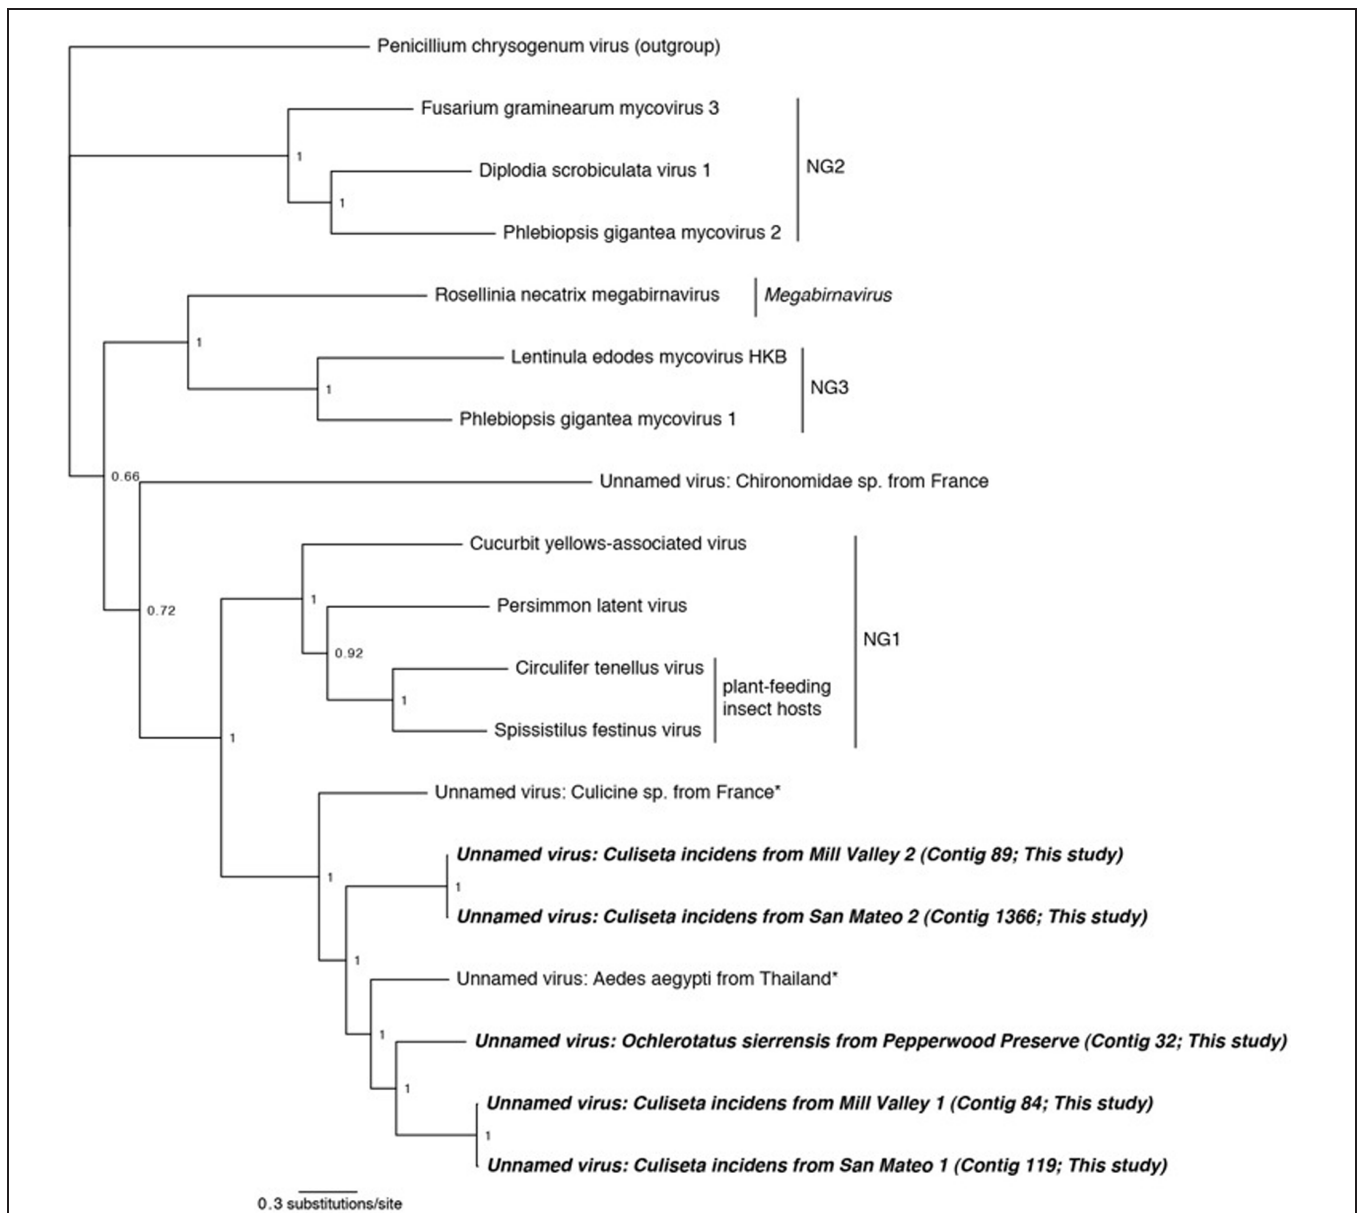 Penicillium chrysogenum virus (outgroup)
Fusarium graminearum mycovirus 3
1
NG2
Diplodia scrobiculata virus 1
1
Phlebiopsis gigantea mycovirus 2
Rosellinia necatrix megabirnavirus
Megabirnavirus
1
Lentinula edodes mycovirus HKB
1
NG3
Phlebiopsis gigantea mycovirus 1
0.66
Unnamed virus: Chironomidae sp. from France
Cucurbit yellows-associated virus
1
Persimmon latent virus
0.72
NG1
0.92
Circulifer tenellus virus
plant-feeding
insect hosts
1
Spissistilus festinus virus
1
Unnamed virus: Culicine sp. from France*
Unnamed virus: Culiseta incidens from Mill Valley 2 (Contig 89; This study)
1
1
Unnamed virus: Culiseta incidens from San Mateo 2 (Contig 1366; This study)
1
Unnamed virus: Aedes aegypti from Thailand*
1
Unnamed virus: Ochlerotatus sierrensis from Pepperwood Preserve (Contig 32; This study)
1
Unnamed virus: Culiseta incidens from Mill Valley 1 (Contig 84; This study)
1
Unnamed virus: Culiseta incidens from San Mateo 1 (Contig 119; This study)
0.3 substitutions/site